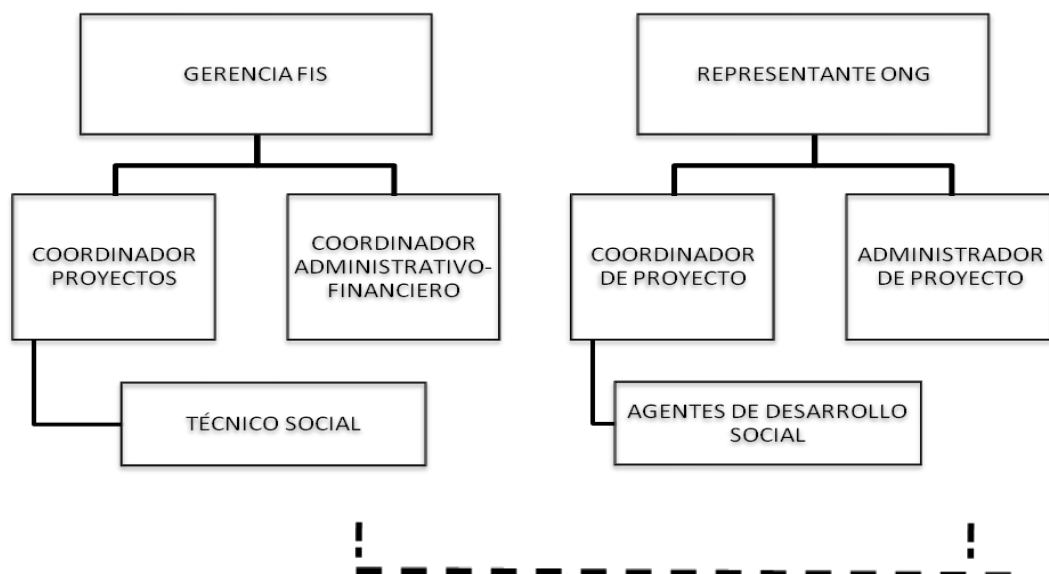 GERENCIA FIS
REPRESENTANTE ONG
COORDINADOR
PROYECTOS
COORDINADOR
ADMINISTRATIVO-
FINANCIERO
COORDINADOR
DE PROYECTO
ADMINISTRADOR
DE PROYECTO
TÉCNICO SOCIAL
AGENTES DE DESARROLLO
SOCIAL